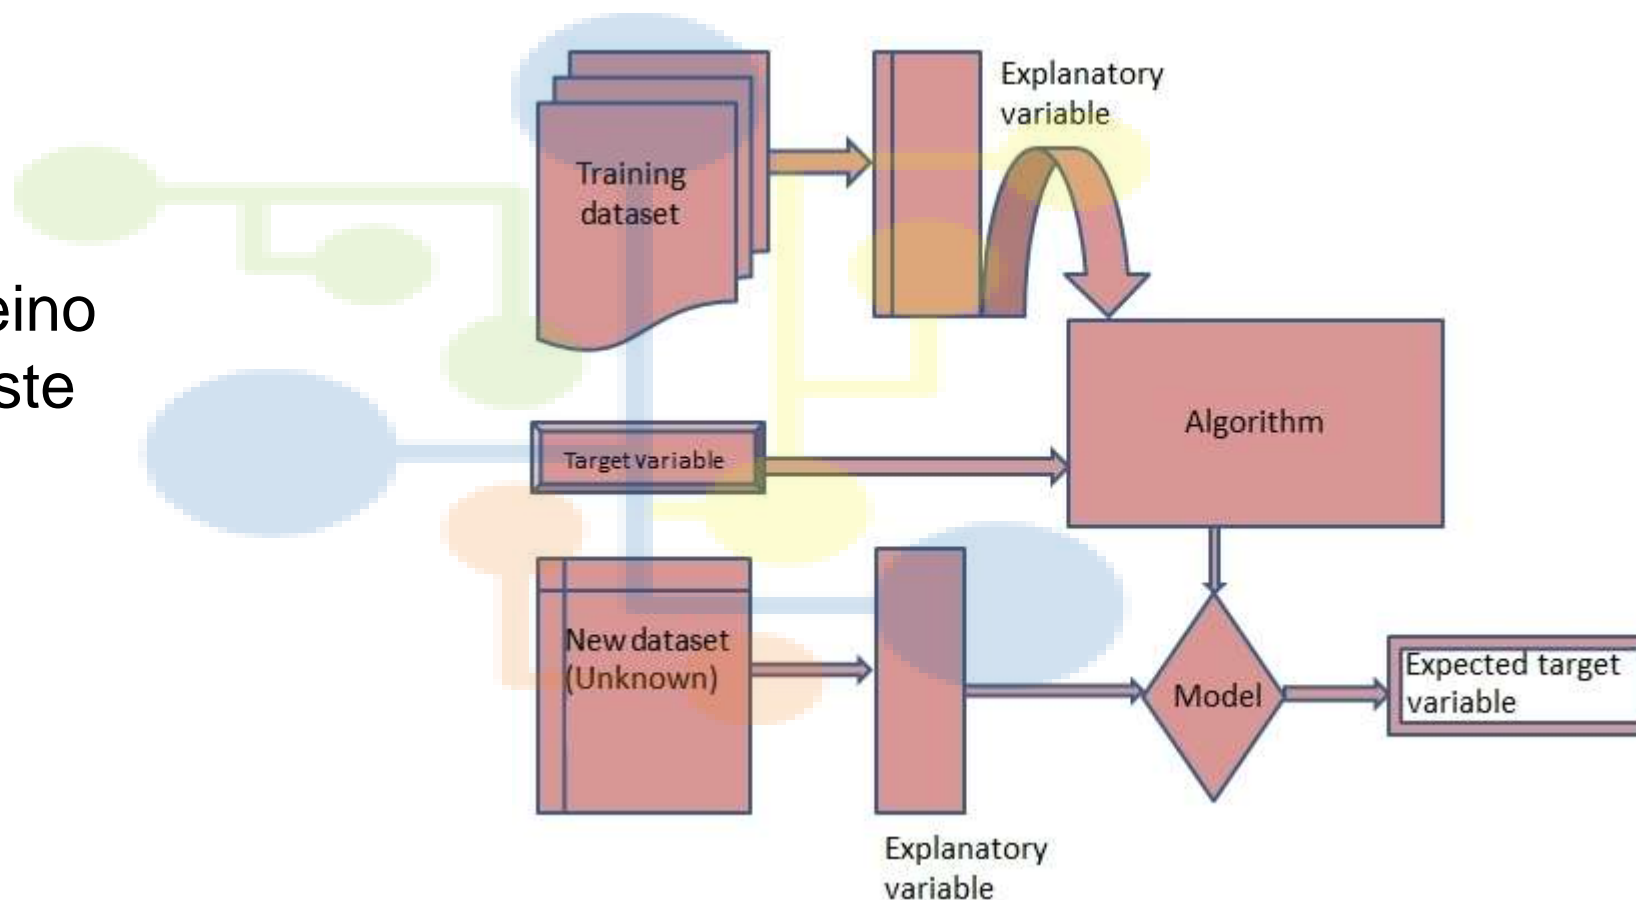 eino
ste
Explanatory
variable
Training
dataset
Algorithm
Target variable
New dataset
(Unknown)
Model
Expected target
variable
Explanatory
variable